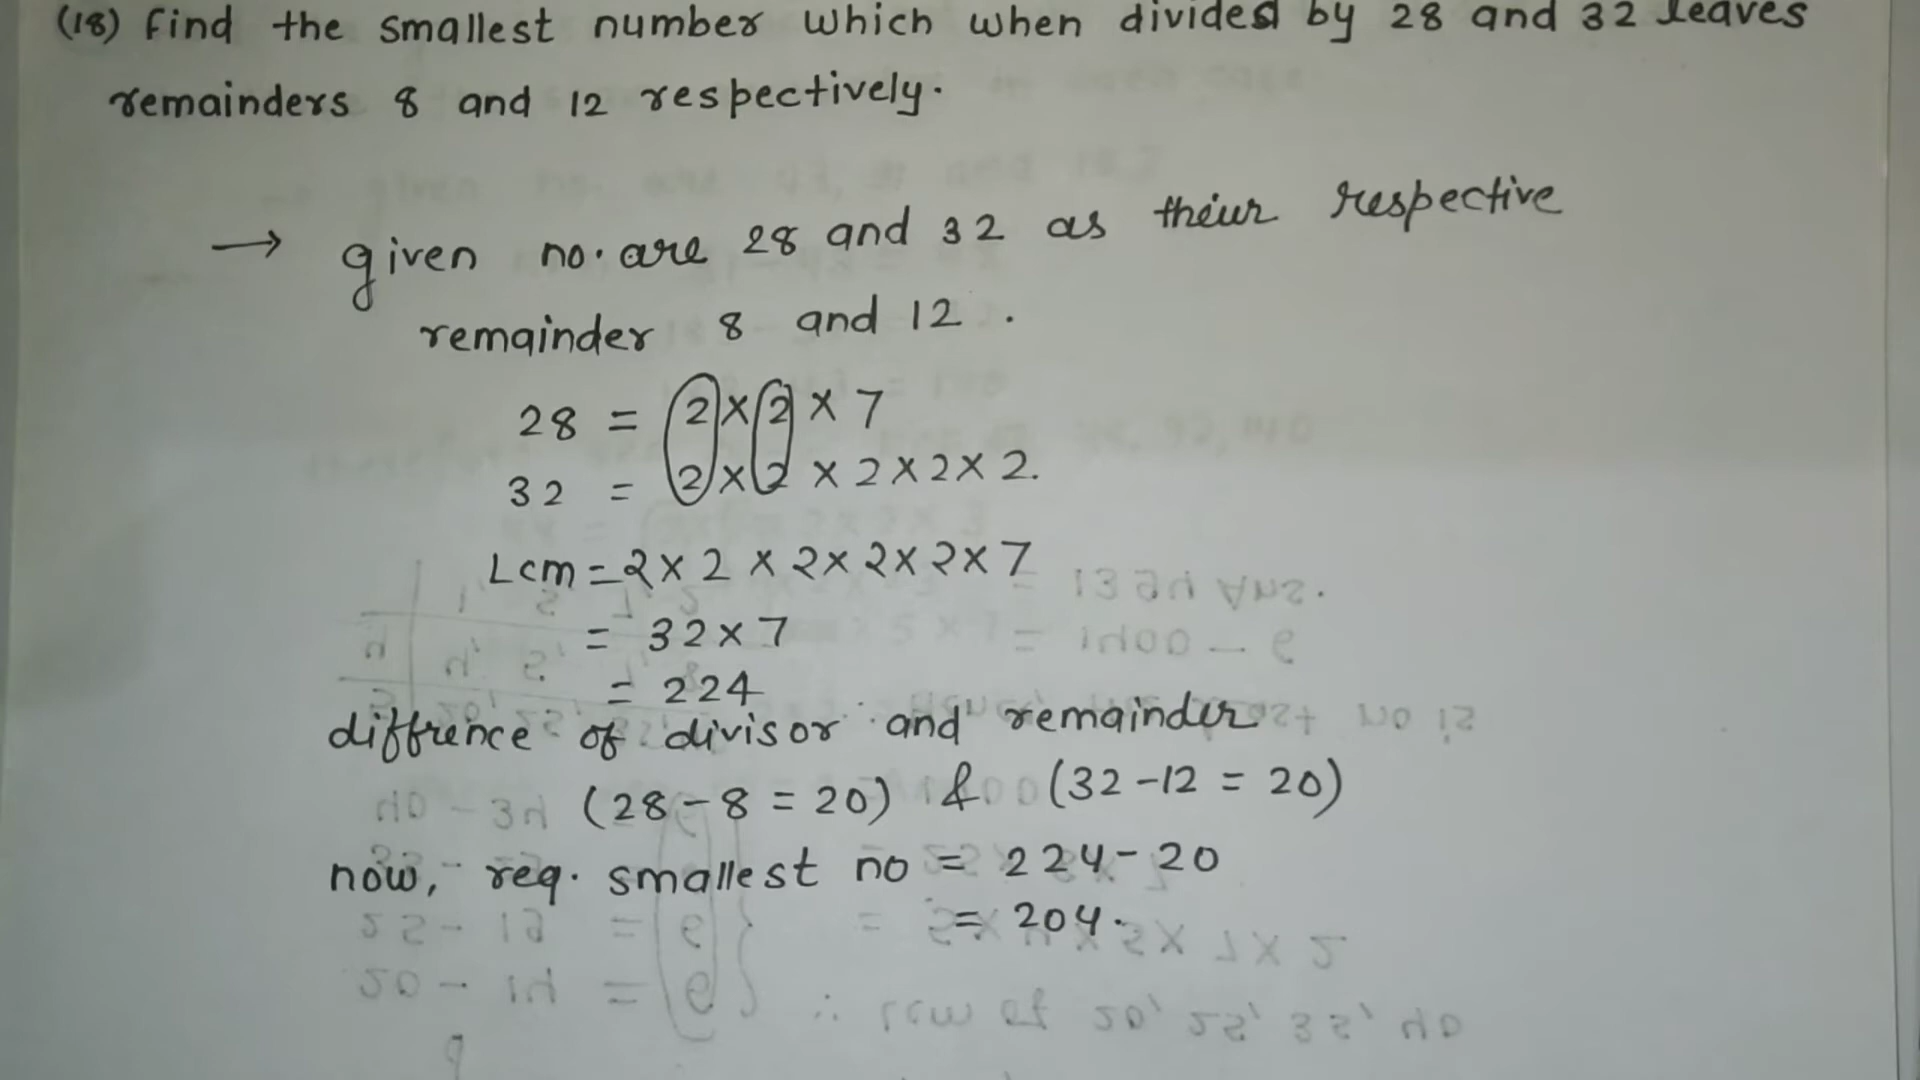 (18) Find the smallest number which when divided by 28 and 32 leaves
remainders 8 and 12 respectively.
→ given no. are 28 and 32 as their respective
remainder 8 and 12 .
28 = 2 × 2 × 7
32 = 2 × 2 × 2 × 2 × 2.
Lcm = 2 × 2 × 2 × 2 × 2 × 7
= 32 × 7
= 224
diffrence of divisor and remainder
(28 - 8 = 20) & (32 - 12 = 20)
now, req. smallest no = 224 - 20
= 204.